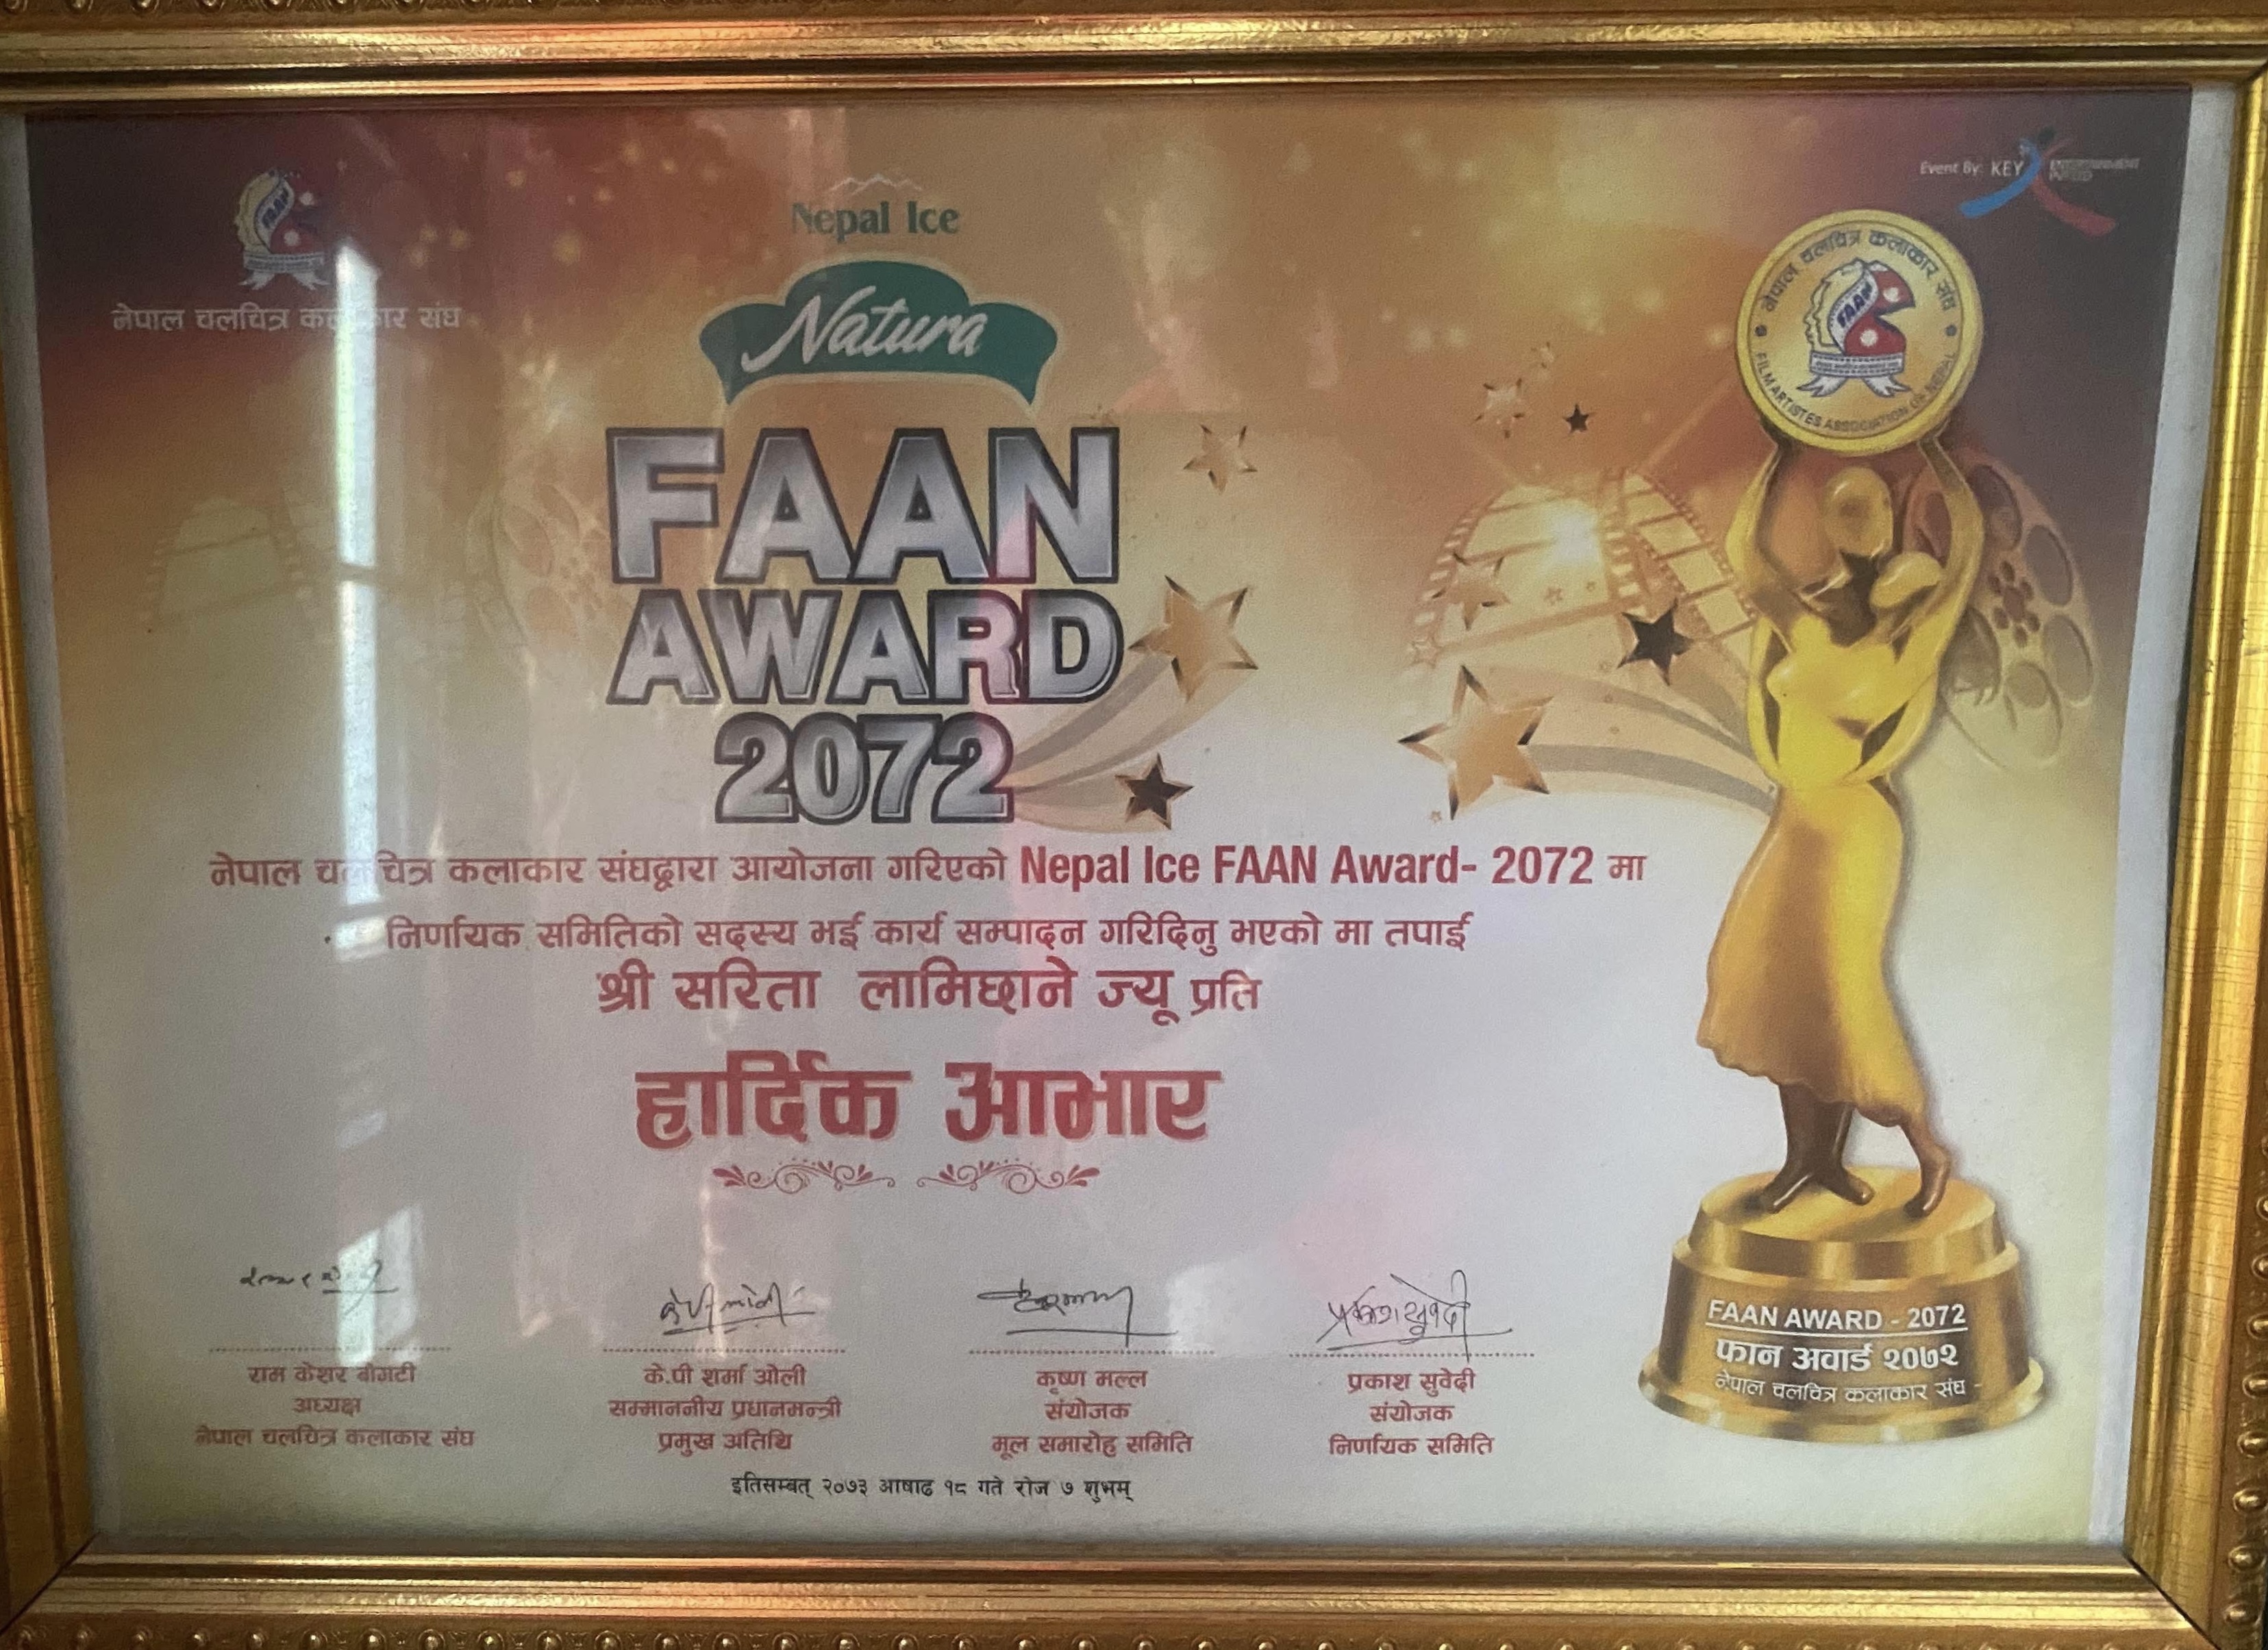 Event By: KEY
Nepal Ice
Natura
नेपाल चलचित्र कलाकार संघ
FAAN
नेपाल चलचित्र कलाकार संघ
FILM ARTISTES ASSOCIATION OF NEPAL
FAAN
FAAN
AWARD
2072
नेपाल चलचित्र कलाकार संघद्वारा आयोजना गरिएको Nepal Ice FAAN Award- 2072 मा
निर्णायक समितिको सदस्य भई कार्य सम्पादन गरिदिनु भएको मा तपाई
श्री सरिता लामिछाने ज्यू प्रति
हार्दिक आभार
के.पी ओली
प्रकाश सुवेदी
राम केशर बोगटी
अध्यक्ष
नेपाल चलचित्र कलाकार संघ
के.पी शर्मा ओली
सम्माननीय प्रधानमन्त्री
प्रमुख अतिथि
कृष्ण मल्ल
संयोजक
मूल समारोह समिति
प्रकाश सुवेदी
संयोजक
निर्णायक समिति
FAAN AWARD - 2072
फान अवार्ड २०७२
नेपाल चलचित्र कलाकार संघ -
इतिसम्बत् २०७३ आषाढ १८ गते रोज ७ शुभम्